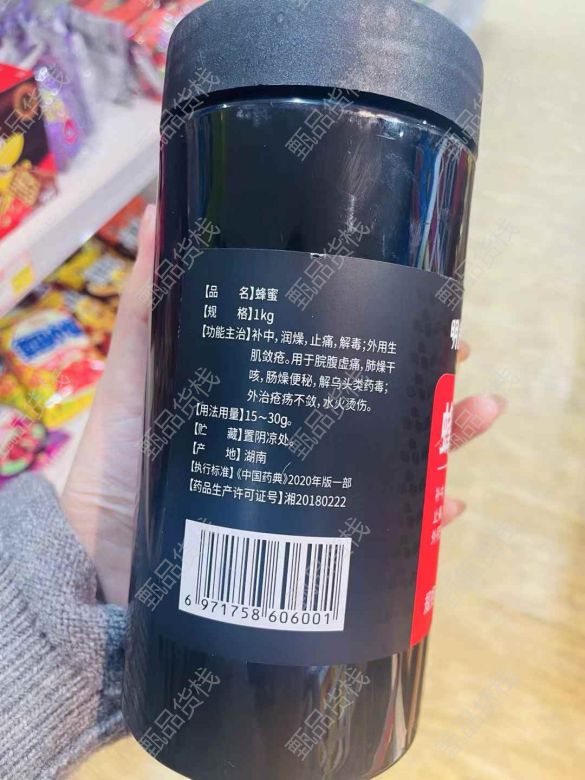 【品 名】蜂蜜
【规 格】1kg
【功能主治】补中，润燥，止痛，解毒；外用生
肌敛疮。用于脘腹虚痛，肺燥干
咳，肠燥便秘，解乌头类药毒；
外治疮疡不敛，水火烫伤。
【用法用量】15~30g。
【贮 藏】置阴凉处。
【产 地】湖南
【执行标准】《中国药典》2020年版一部
【药品生产许可证号】湘20180222
6 971758 606001
补中
止痛
甄品货栈